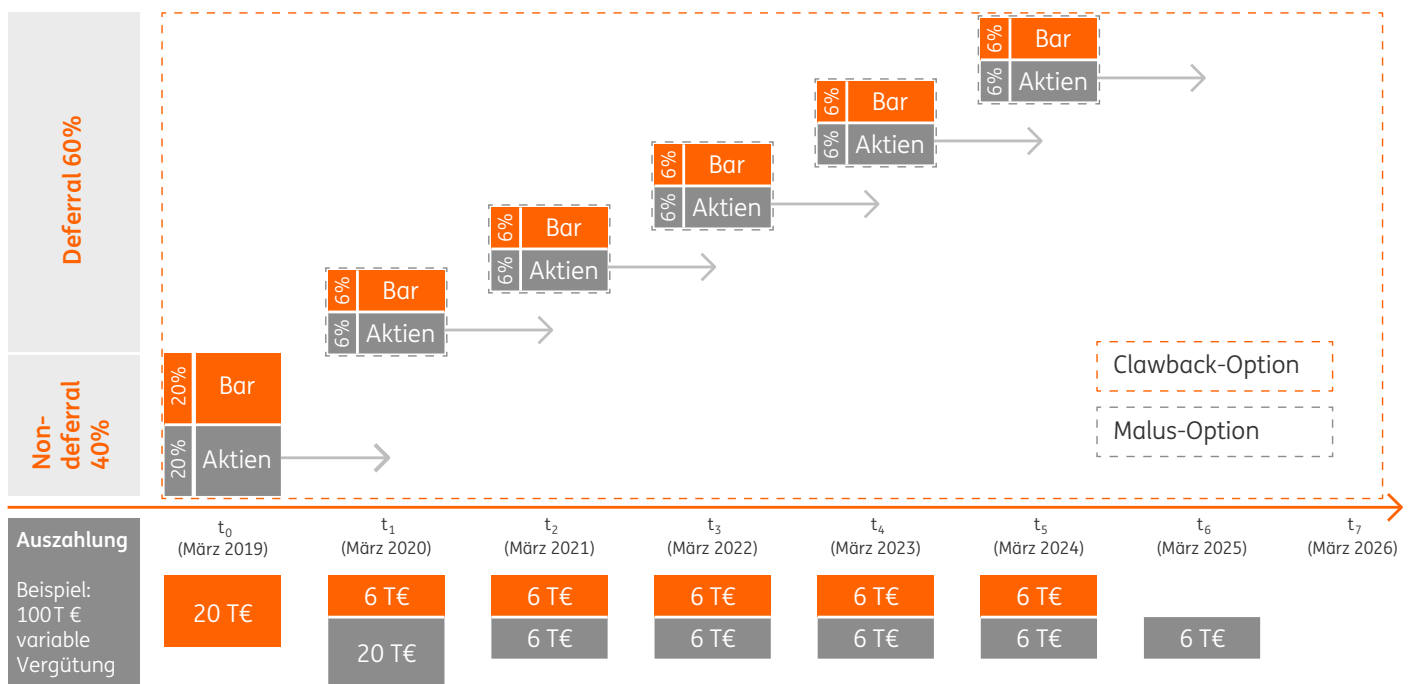 Deferral 60%
Non-
deferral
40%
6%
Bar
6%
Aktien
6%
Bar
6%
Aktien
6%
Bar
6%
Aktien
6%
Bar
6%
Aktien
6%
Bar
6%
Aktien
20%
Bar
20%
Aktien
Clawback-Option
Malus-Option
t0
(März 2019)
t1
(März 2020)
t2
(März 2021)
t3
(März 2022)
t4
(März 2023)
t5
(März 2024)
t6
(März 2025)
t7
(März 2026)
Auszahlung
Beispiel:
100 T €
variable
Vergütung
20 T€
6 T€
6 T€
6 T€
6 T€
6 T€
20 T€
6 T€
6 T€
6 T€
6 T€
6 T€